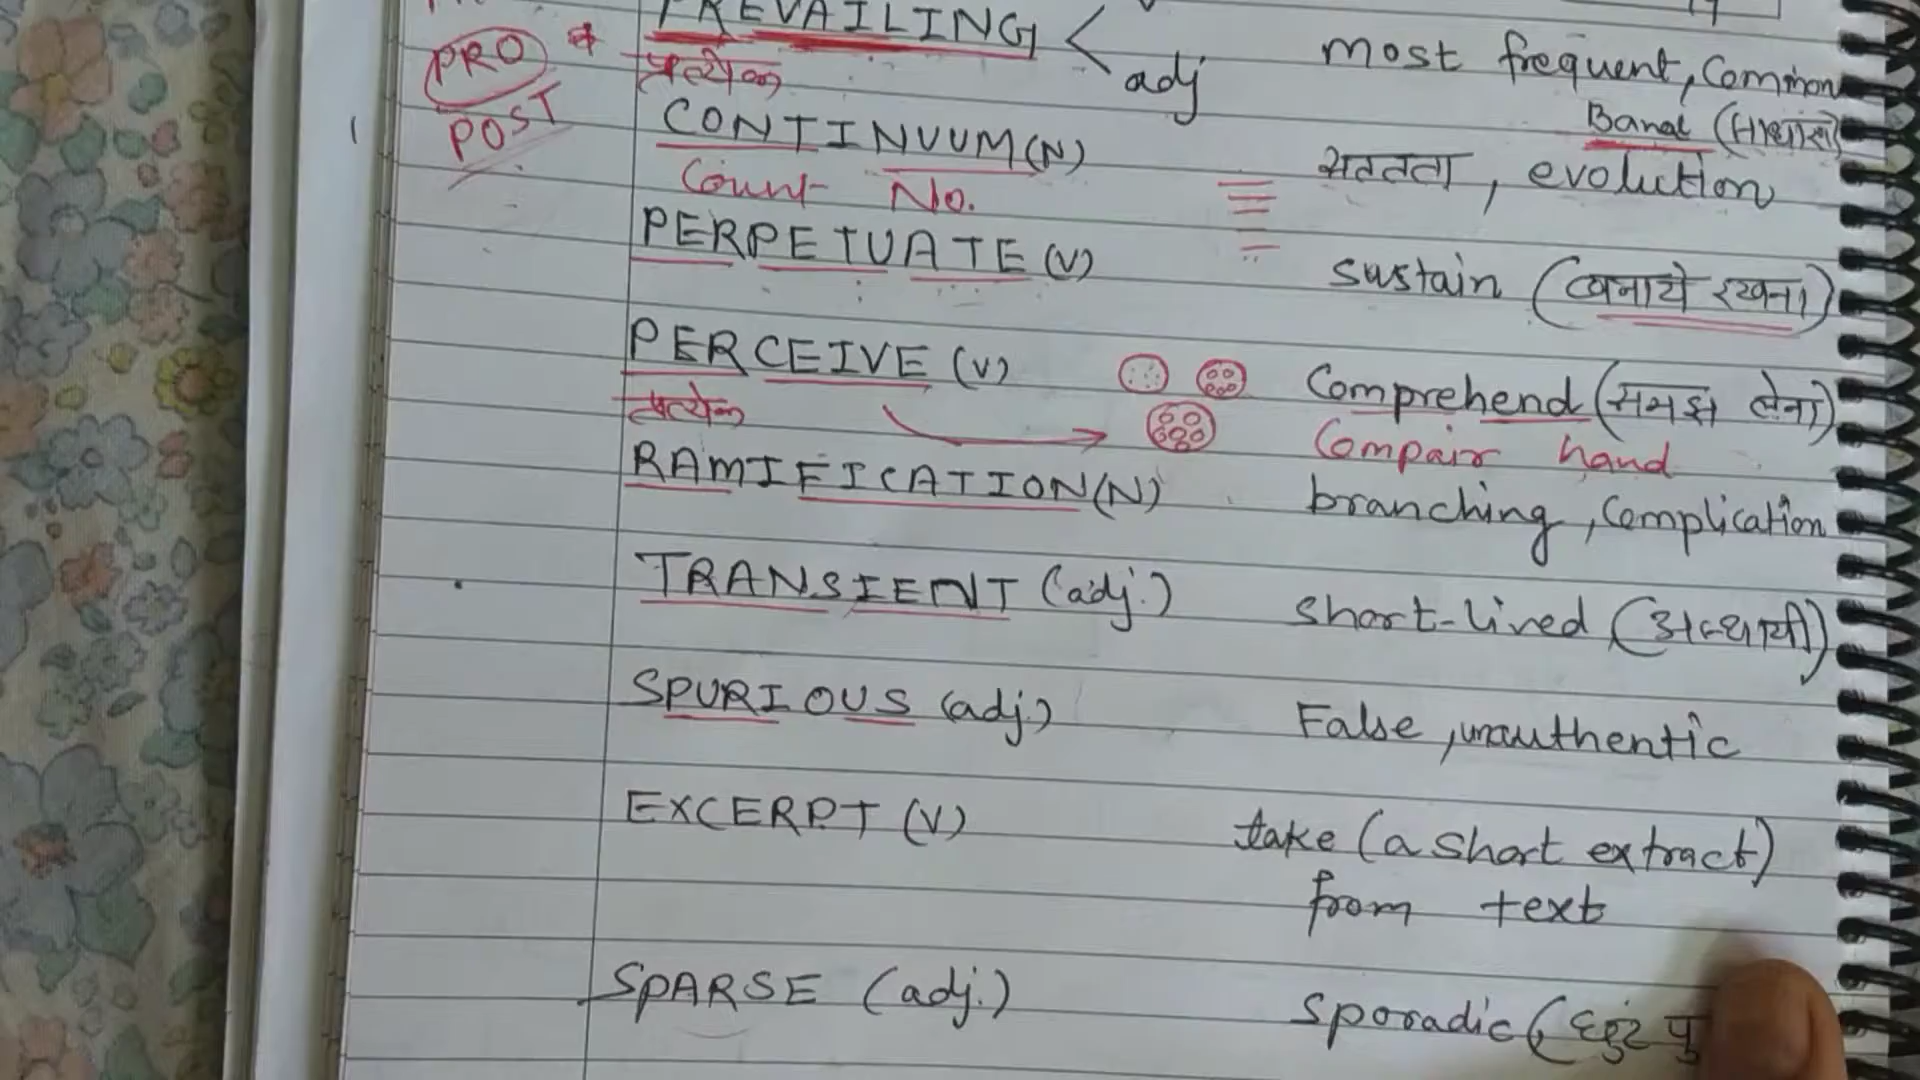 PREVAILING adj most frequent, Common
PRO
प्रत्येक
Banal
POST
CONTINUUM (N) सततता, evolution
Count No.
PERPETUATE (V) sustain (बनाये रखना)
PERCEIVE (V) Comprehend (समझ लेना)
प्रत्येक Compair hand
RAMIFICATION (N) branching, Complication
TRANSIENT (adj.) Short-lived (अस्थायी)
SPURIOUS (adj.) False, unauthentic
EXCERPT (V) take (a short extract)
from text
SPARSE (adj.) Sporadic (